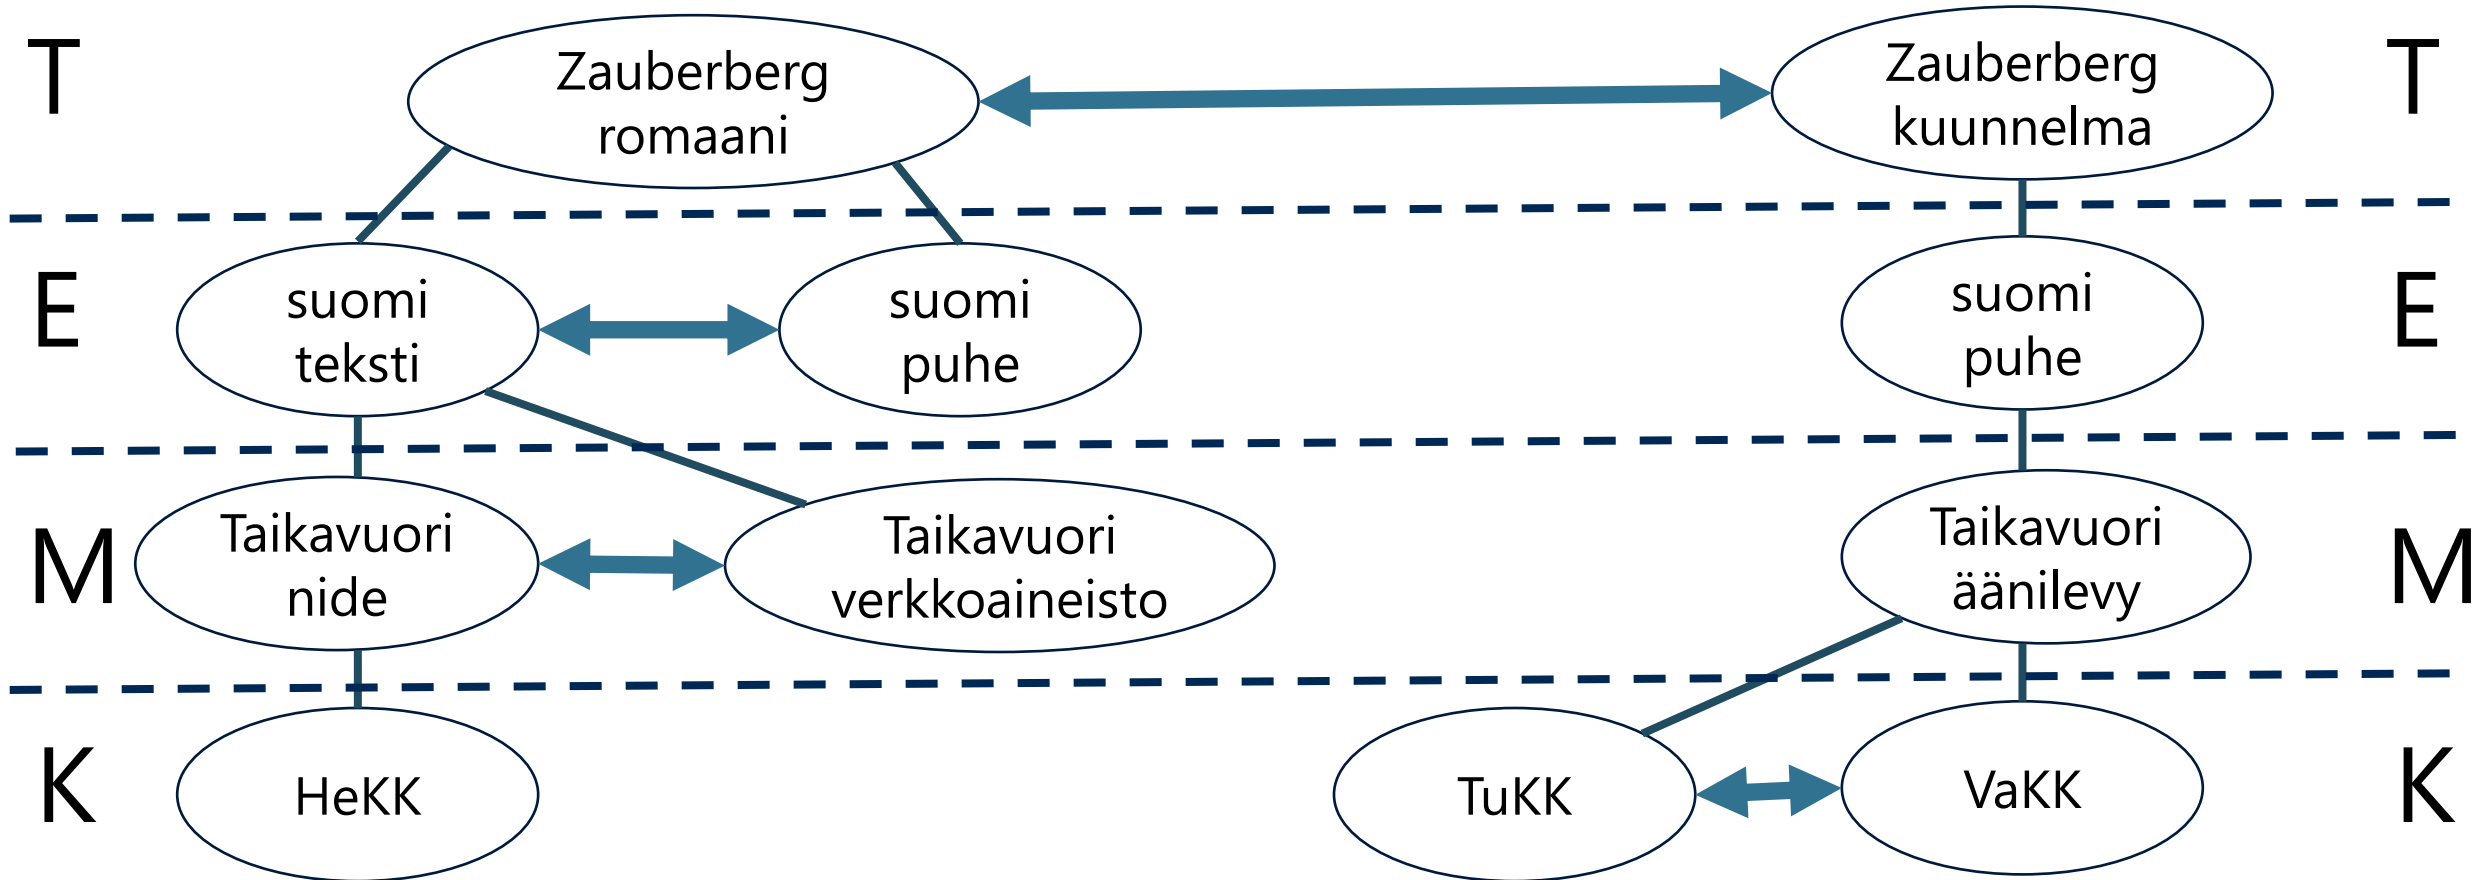 T
Zauberberg
romaani
Zauberberg
kuunnelma
T
E
suomi
teksti
suomi
puhe
suomi
puhe
E
M
Taikavuori
nide
Taikavuori
verkkoaineisto
Taikavuori
äänilevy
M
K
HeKK
TuKK
VaKK
K